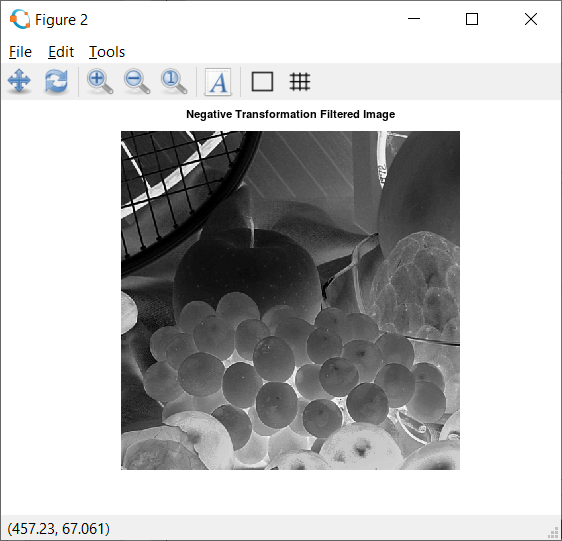 Figure 2
File Edit Tools
A
Negative Transformation Filtered Image
(457.23, 67.061)